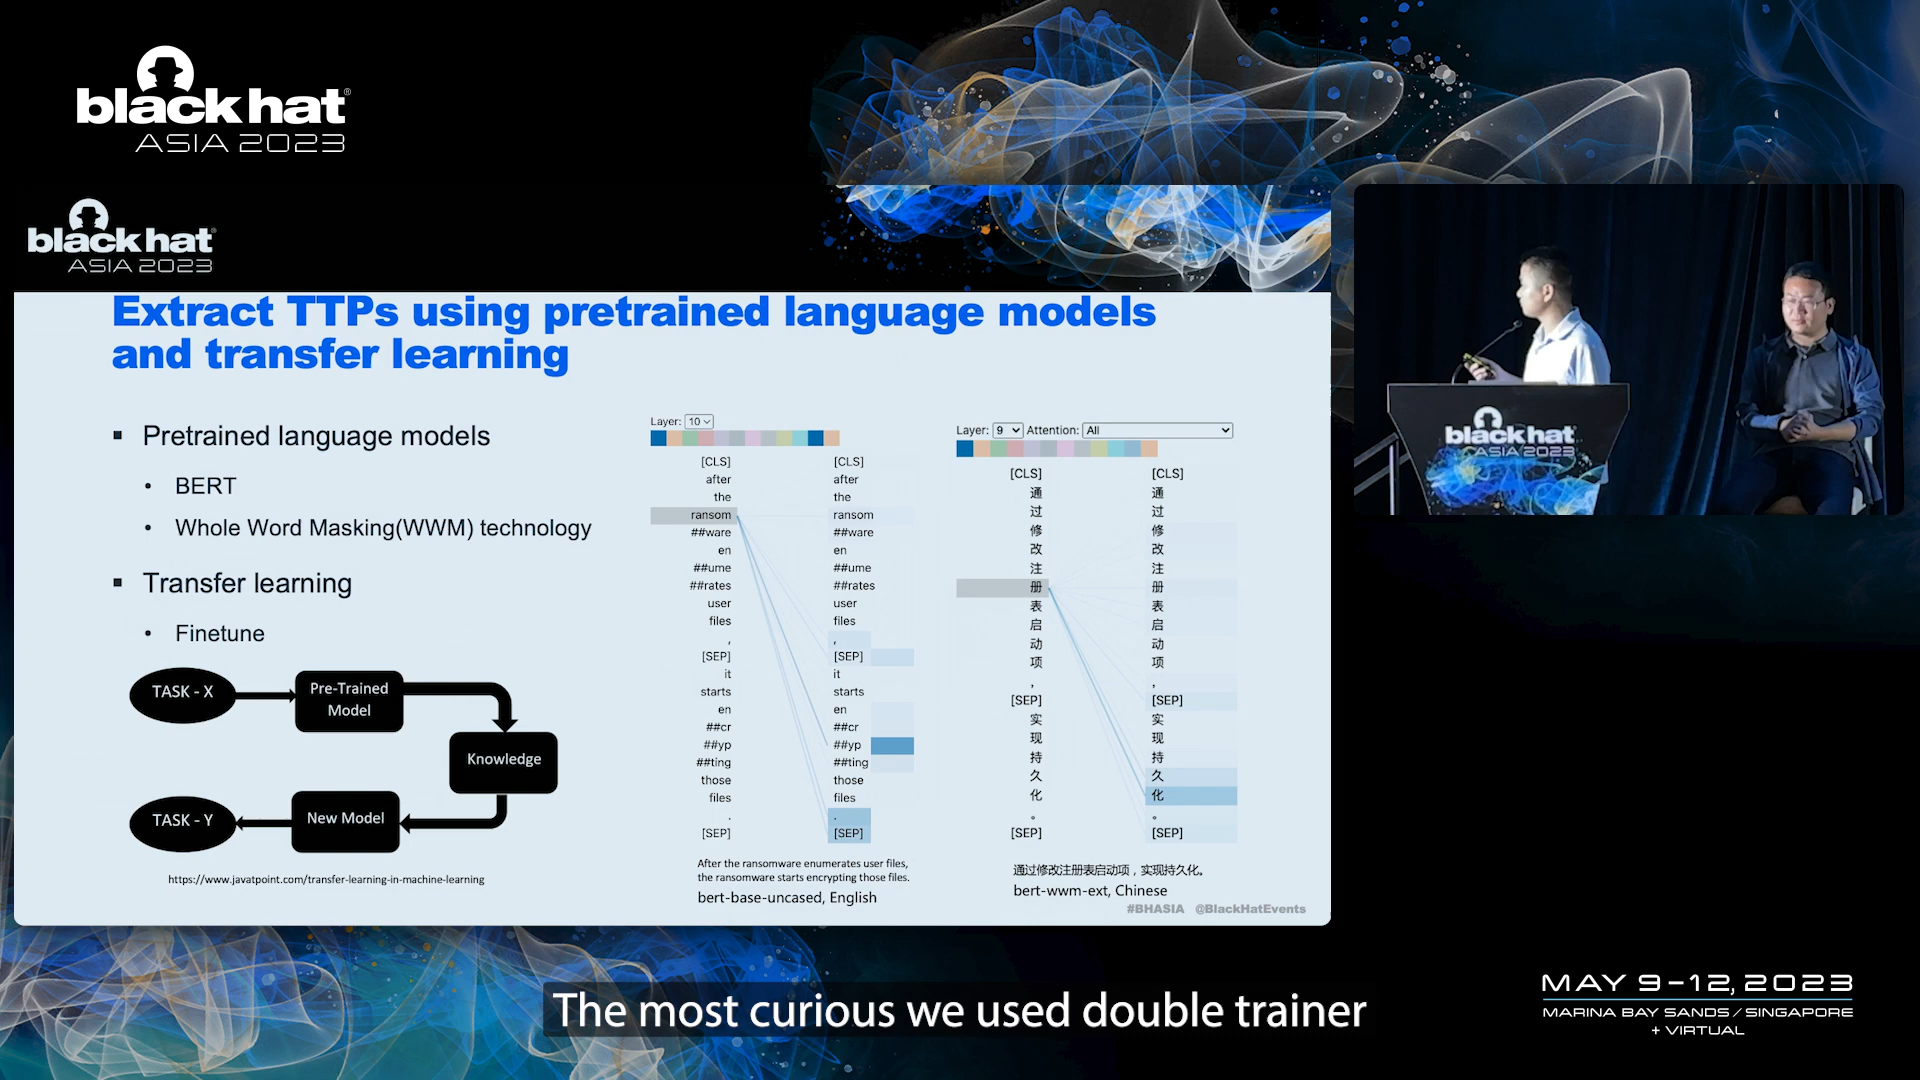 black hat®
ASIA 2023
black hat®
ASIA 2023
Extract TTPs using pretrained language models
and transfer learning
▪ Pretrained language models
• BERT
• Whole Word Masking(WWM) technology
▪ Transfer learning
• Finetune
TASK - X
Pre-Trained
Model
Knowledge
TASK - Y
New Model
https://www.javatpoint.com/transfer-learning-in-machine-learning
Layer: 10
[CLS] [CLS]
after after
the the
ransom ransom
##ware ##ware
en en
##ume ##ume
##rates ##rates
user user
files files
, ,
[SEP] [SEP]
it it
starts starts
en en
##cr ##cr
##yp ##yp
##ting ##ting
those those
files files
. .
[SEP] [SEP]
After the ransomware enumerates user files,
the ransomware starts encrypting those files.
bert-base-uncased, English
Layer: 9 Attention: All
[CLS] [CLS]
通 通
过 过
修 修
改 改
注 注
册 册
表 表
启 启
动 动
项 项
， ，
[SEP] [SEP]
实 实
现 现
持 持
久 久
化 化
。 。
[SEP] [SEP]
通过修改注册表启动项，实现持久化。
bert-wwm-ext, Chinese
#BHASIA @BlackHatEvents
black hat
ASIA 2023
The most curious we used double trainer
MAY 9-12, 2023
MARINA BAY SANDS / SINGAPORE
+ VIRTUAL